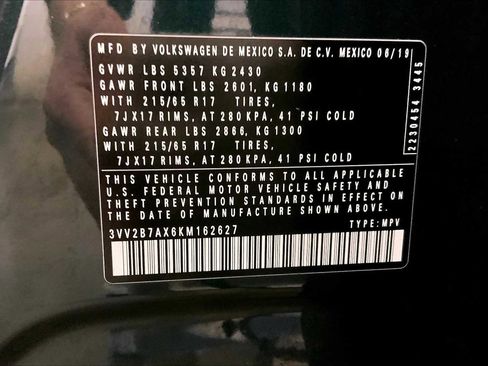 MFD BY VOLKSWAGEN DE MEXICO S.A. DE C.V. MEXICO 06/19
GVWR LBS 5357 KG 2430
GAWR FRONT LBS 2601, KG 1180
WITH 215/65 R17 TIRES,
7JX17 RIMS, AT 280 KPA, 41 PSI COLD
GAWR REAR LBS 2866, KG 1300
WITH 215/65 R17 TIRES,
7JX17 RIMS, AT 280 KPA, 41 PSI COLD
THIS VEHICLE CONFORMS TO ALL APPLICABLE
U.S. FEDERAL MOTOR VEHICLE SAFETY AND
THEFT PREVENTION STANDARDS IN EFFECT ON
THE DATE OF MANUFACTURE SHOWN ABOVE.
3VV2B7AX6KM162627 TYPE: MPV
2230454 3445